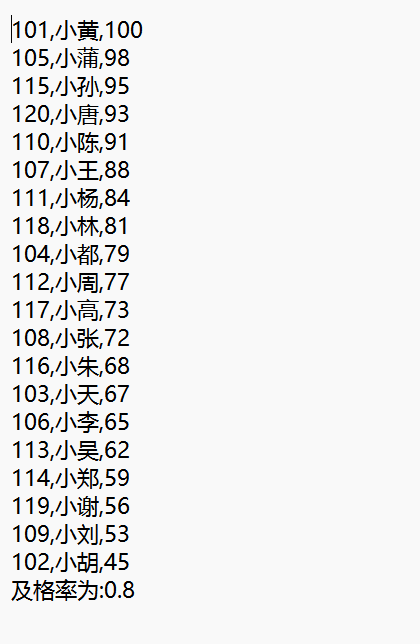 101,小黄,100
105,小蒲,98
115,小孙,95
120,小唐,93
110,小陈,91
107,小王,88
111,小杨,84
118,小林,81
104,小都,79
112,小周,77
117,小高,73
108,小张,72
116,小朱,68
103,小天,67
106,小李,65
113,小吴,62
114,小郑,59
119,小谢,56
109,小刘,53
102,小胡,45
及格率为:0.8